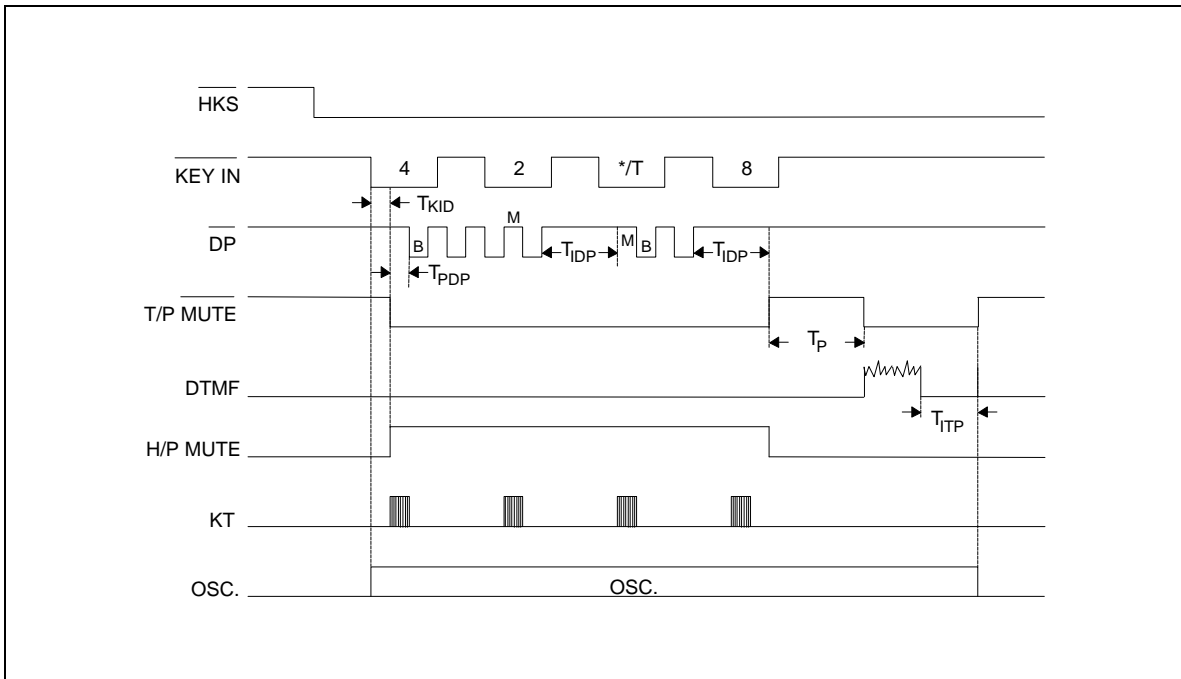 HKS
KEY IN 4 2 */T 8
TKID
M
DP B TIDP M B TIDP
TPDP
T/P MUTE
TP
DTMF
TITP
H/P MUTE
KT
OSC. OSC.